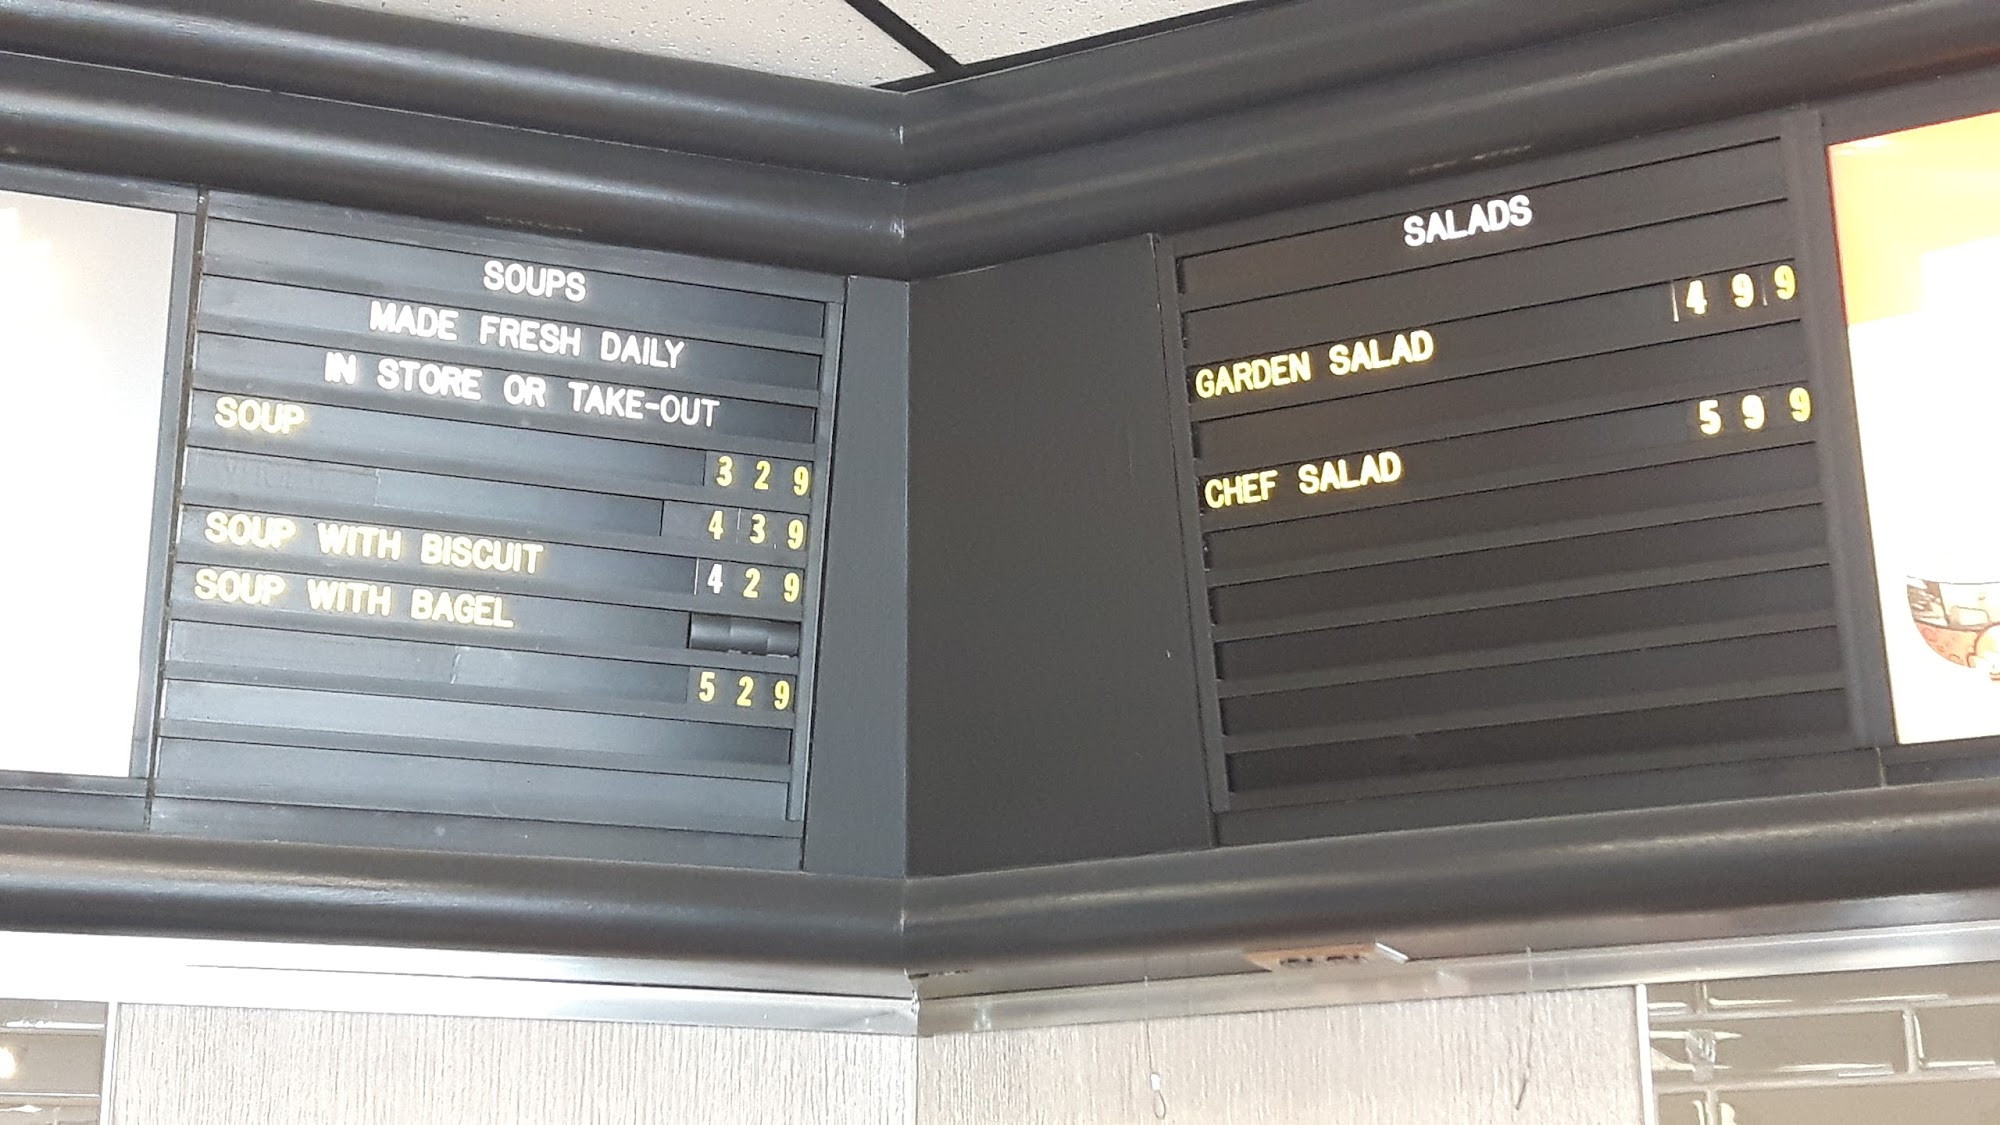 SOUPS
MADE FRESH DAILY
IN STORE OR TAKE-OUT
SOUP 3 2 9
4 3 9
SOUP WITH BISCUIT 4 2 9
SOUP WITH BAGEL
5 2 9
SALADS
GARDEN SALAD 4 9 9
CHEF SALAD 5 9 9